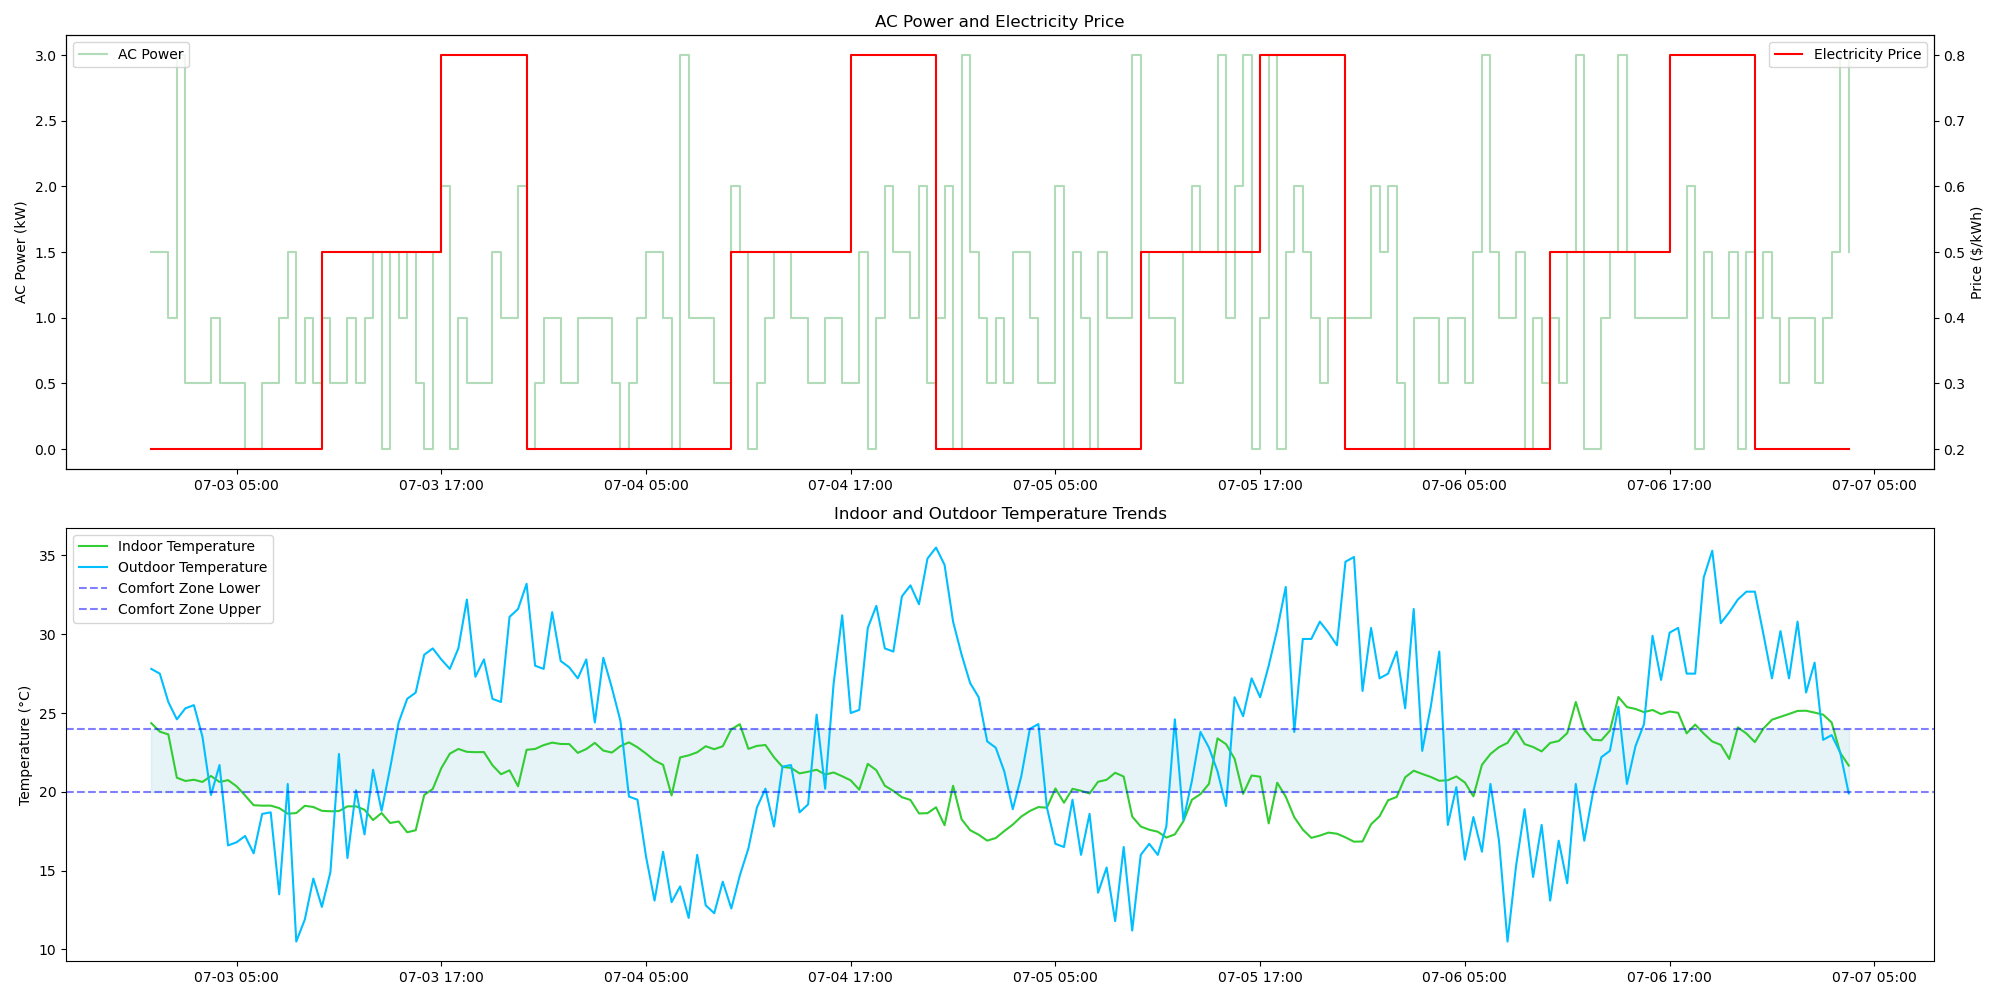 AC Power and Electricity Price
AC Power
Electricity Price
3.0
2.5
2.0
1.5
1.0
0.5
0.0
AC Power (kW)
0.8
0.7
0.6
0.5
0.4
0.3
0.2
Price ($/kWh)
07-03 05:00 07-03 17:00 07-04 05:00 07-04 17:00 07-05 05:00 07-05 17:00 07-06 05:00 07-06 17:00 07-07 05:00
Indoor and Outdoor Temperature Trends
Indoor Temperature
Outdoor Temperature
Comfort Zone Lower
Comfort Zone Upper
35
30
25
20
15
10
Temperature (°C)
07-03 05:00 07-03 17:00 07-04 05:00 07-04 17:00 07-05 05:00 07-05 17:00 07-06 05:00 07-06 17:00 07-07 05:00